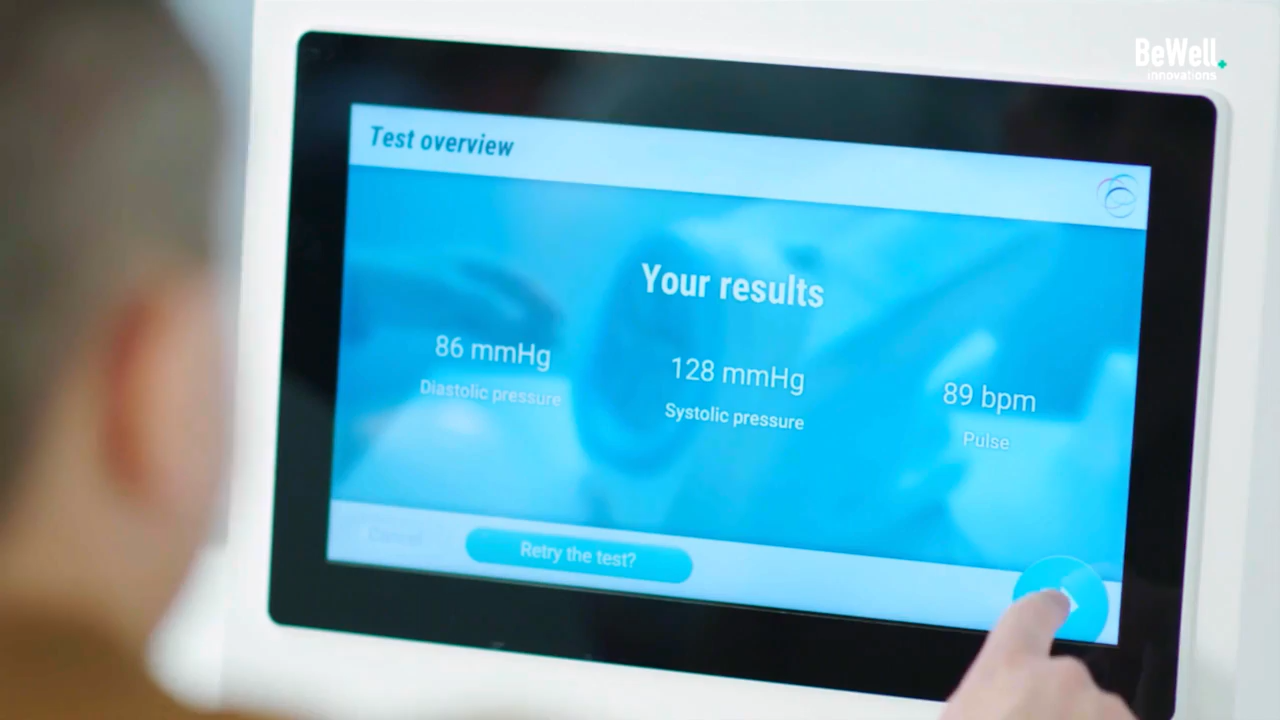 BeWell
innovations
Test overview
Your results
86 mmHg
Diastolic pressure
128 mmHg
Systolic pressure
89 bpm
Pulse
Cancel
Retry the test?